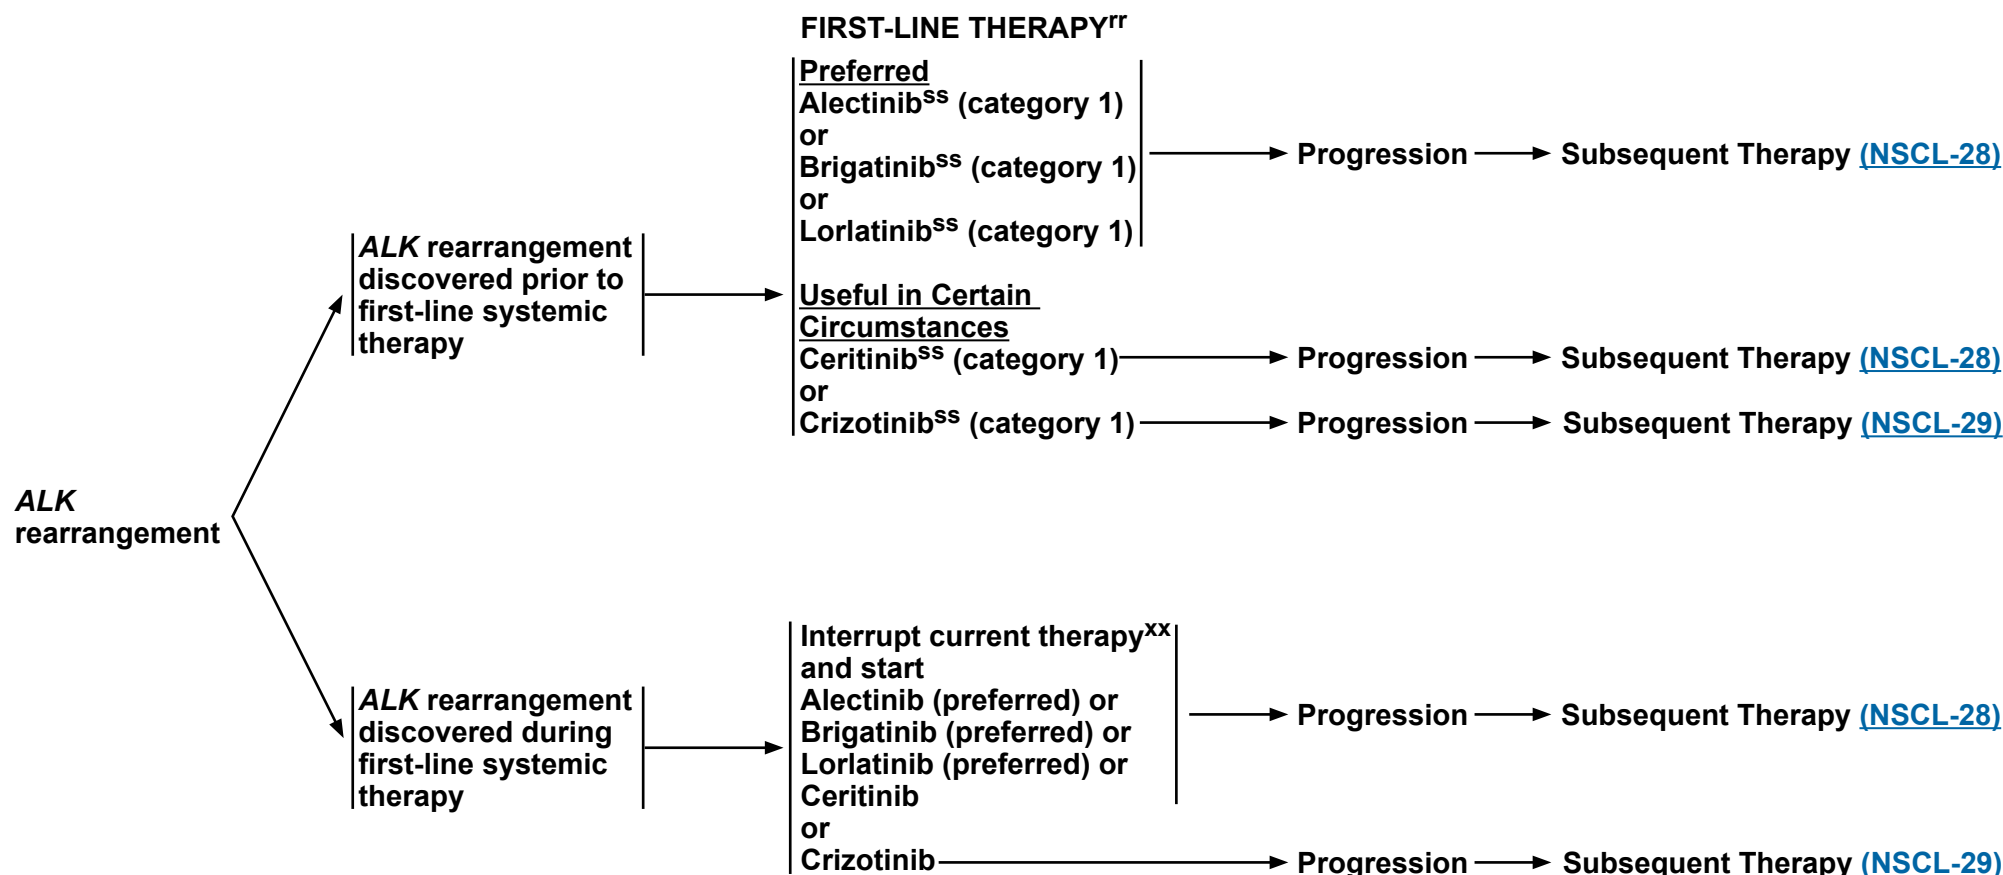 FIRST-LINE THERAPYrr
Preferred
Alectinibss (category 1)
or
Brigatinibss (category 1)
or
Lorlatinibss (category 1)
Progression
Subsequent Therapy (NSCL-28)
ALK rearrangement
discovered prior to
first-line systemic
therapy
Useful in Certain
Circumstances
Ceritinibss (category 1)
Progression
Subsequent Therapy (NSCL-28)
or
Crizotinibss (category 1)
Progression
Subsequent Therapy (NSCL-29)
ALK
rearrangement
ALK rearrangement
discovered during
first-line systemic
therapy
Interrupt current therapyxx
and start
Alectinib (preferred) or
Brigatinib (preferred) or
Lorlatinib (preferred) or
Ceritinib
Progression
Subsequent Therapy (NSCL-28)
or
Crizotinib
Progression
Subsequent Therapy (NSCL-29)